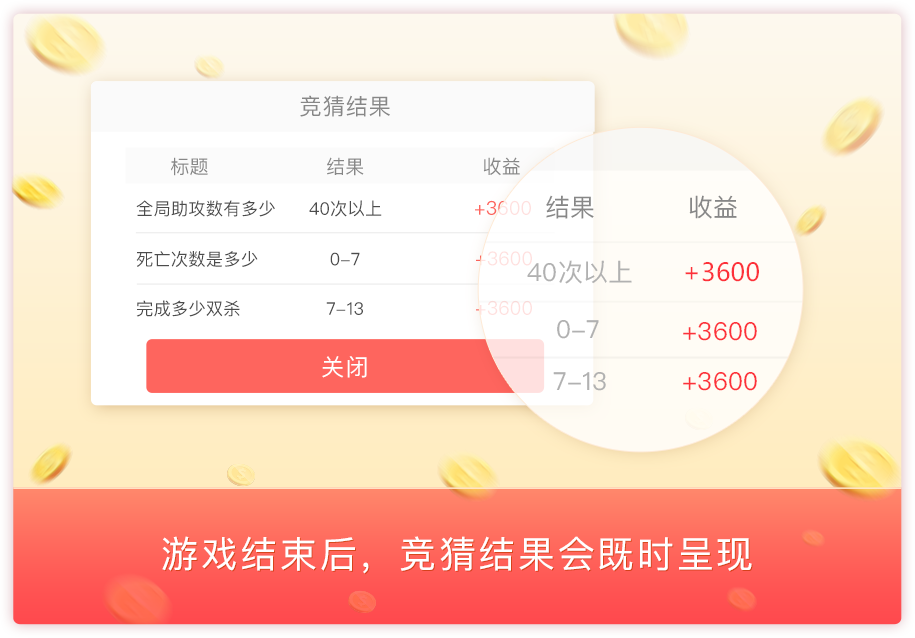 竞猜结果
标题 结果 收益
全局助攻数有多少 40次以上 +3600
死亡次数是多少 0-7 +3600
完成多少双杀 7-13 +3600
关闭
结果 收益
40次以上 +3600
0-7 +3600
7-13 +3600
游戏结束后，竞猜结果会既时呈现